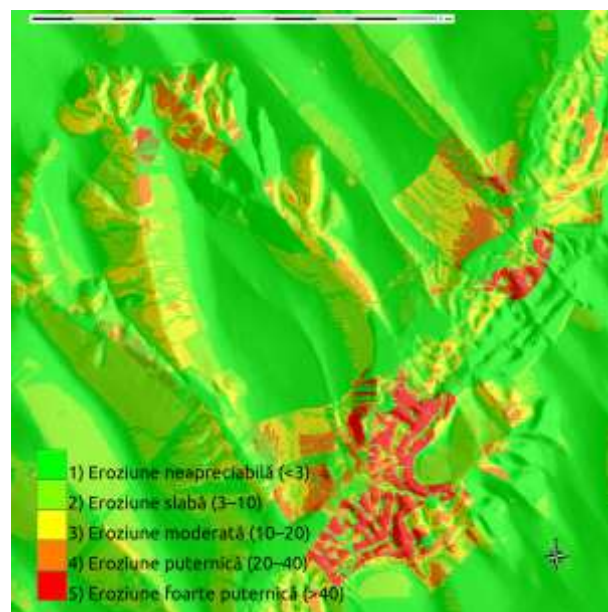 1) Eroziune neapreciabilă (<3)
2) Eroziune slabă (3–10)
3) Eroziune moderată (10–20)
4) Eroziune puternică (20–40)
5) Eroziune foarte puternică (>40)